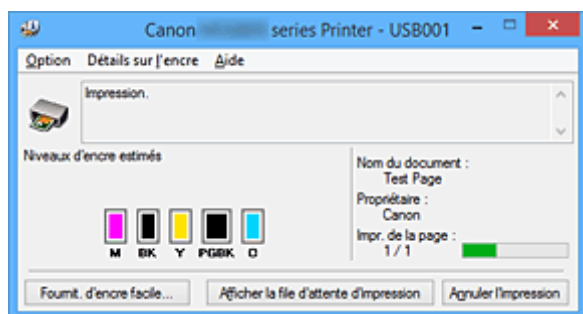 Canon series Printer - USB001
Option Détails sur l'encre Aide
Impression.
Niveaux d'encre estimés
M BK Y PGBK C
Nom du document :
Test Page
Propriétaire :
Canon
Impr. de la page :
1 / 1
Fournit. d'encre facile... Afficher la file d'attente d'impression Annuler l'impression